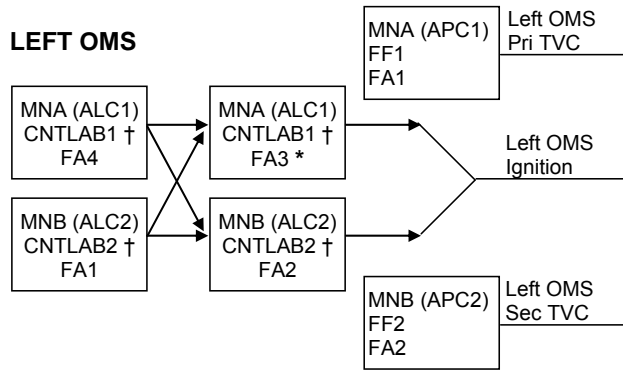 LEFT OMS
MNA (APC1)
FF1
FA1
Left OMS
Pri TVC
MNA (ALC1)
CNTLAB1 †
FA4
MNA (ALC1)
CNTLAB1 †
FA3 *
Left OMS
Ignition
MNB (ALC2)
CNTLAB2 †
FA1
MNB (ALC2)
CNTLAB2 †
FA2
MNB (APC2)
FF2
FA2
Left OMS
Sec TVC